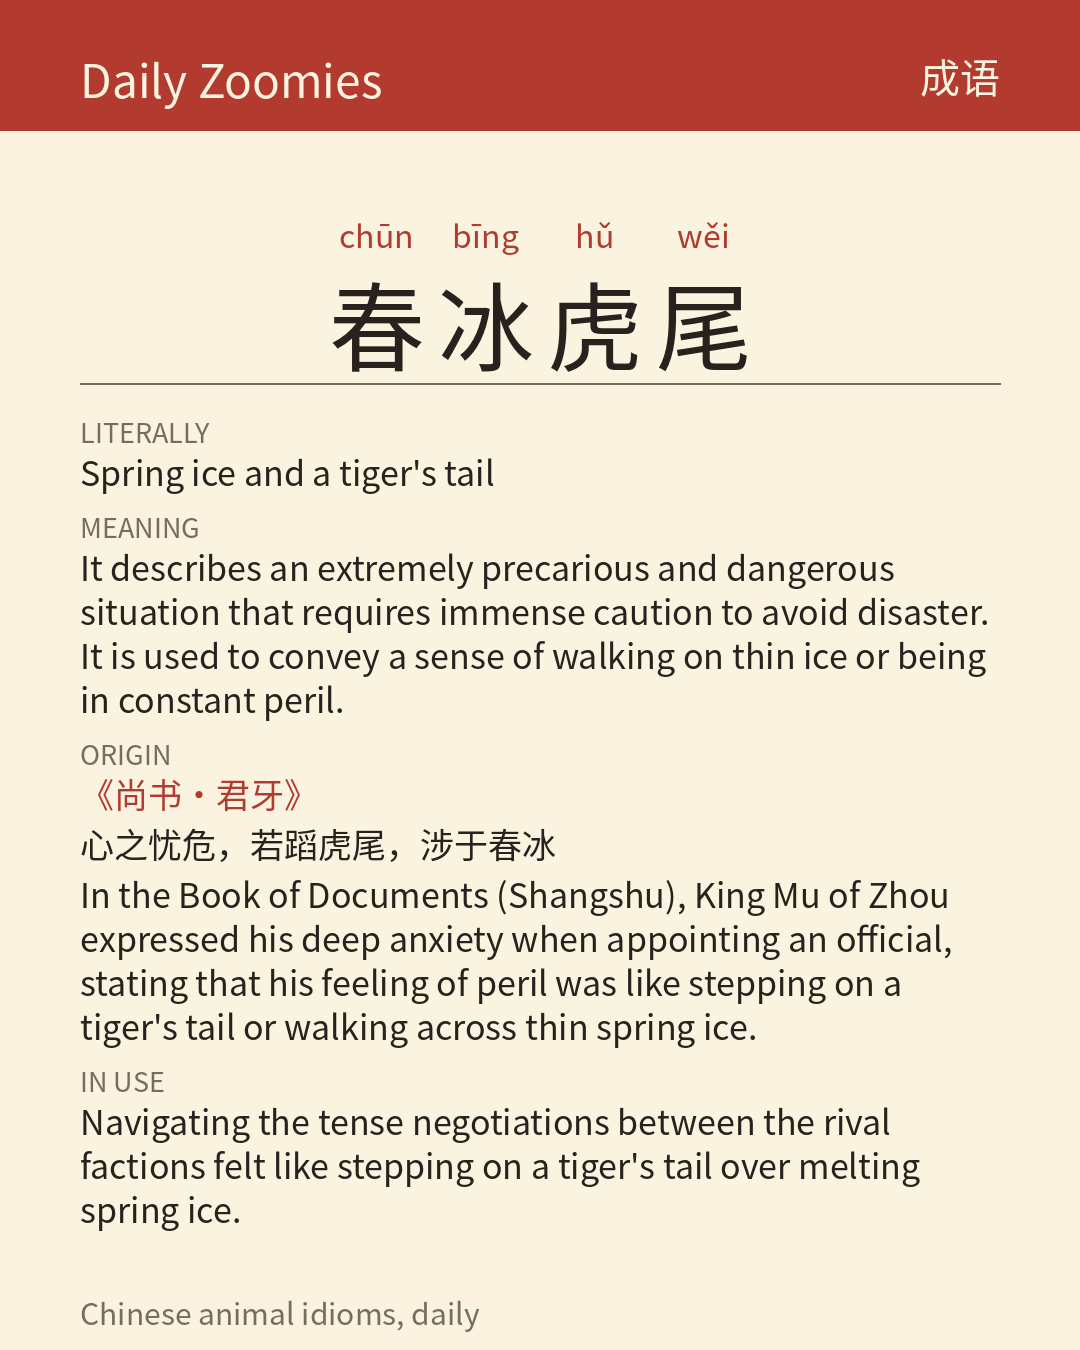 Daily Zoomies
成语
chūn bīng hǔ wěi
春冰虎尾
LITERALLY
Spring ice and a tiger's tail
MEANING
It describes an extremely precarious and dangerous
situation that requires immense caution to avoid disaster.
It is used to convey a sense of walking on thin ice or being
in constant peril.
ORIGIN
《尚书·君牙》
心之忧危，若蹈虎尾，涉于春冰
In the Book of Documents (Shangshu), King Mu of Zhou
expressed his deep anxiety when appointing an official,
stating that his feeling of peril was like stepping on a
tiger's tail or walking across thin spring ice.
IN USE
Navigating the tense negotiations between the rival
factions felt like stepping on a tiger's tail over melting
spring ice.
Chinese animal idioms, daily